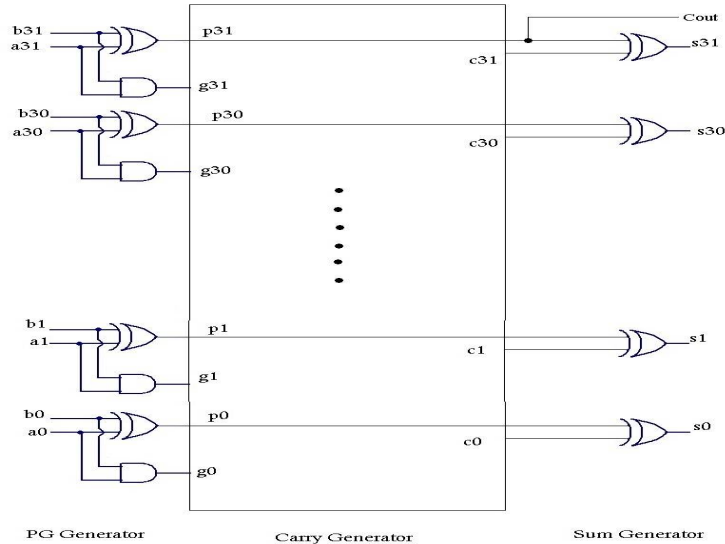 b31
p31
Cout
a31
s31
c31
g31
b30
p30
a30
s30
c30
g30
b1
p1
a1
s1
c1
g1
b0
p0
a0
s0
c0
g0
PG Generator
Carry Generator
Sum Generator